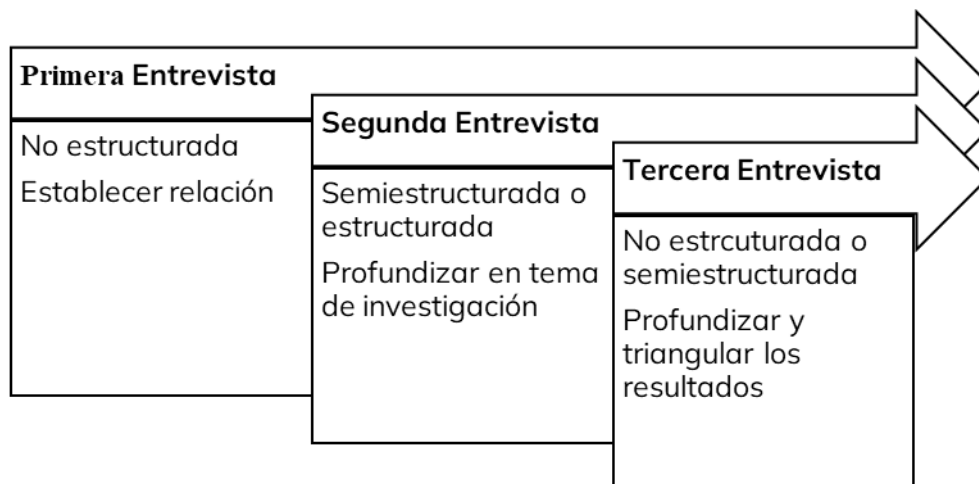 Primera Entrevista
No estructurada
Establecer relación
Segunda Entrevista
Semiestructurada o
estructurada
Profundizar en tema
de investigación
Tercera Entrevista
No estrcuturada o
semiestructurada
Profundizar y
triangular los
resultados